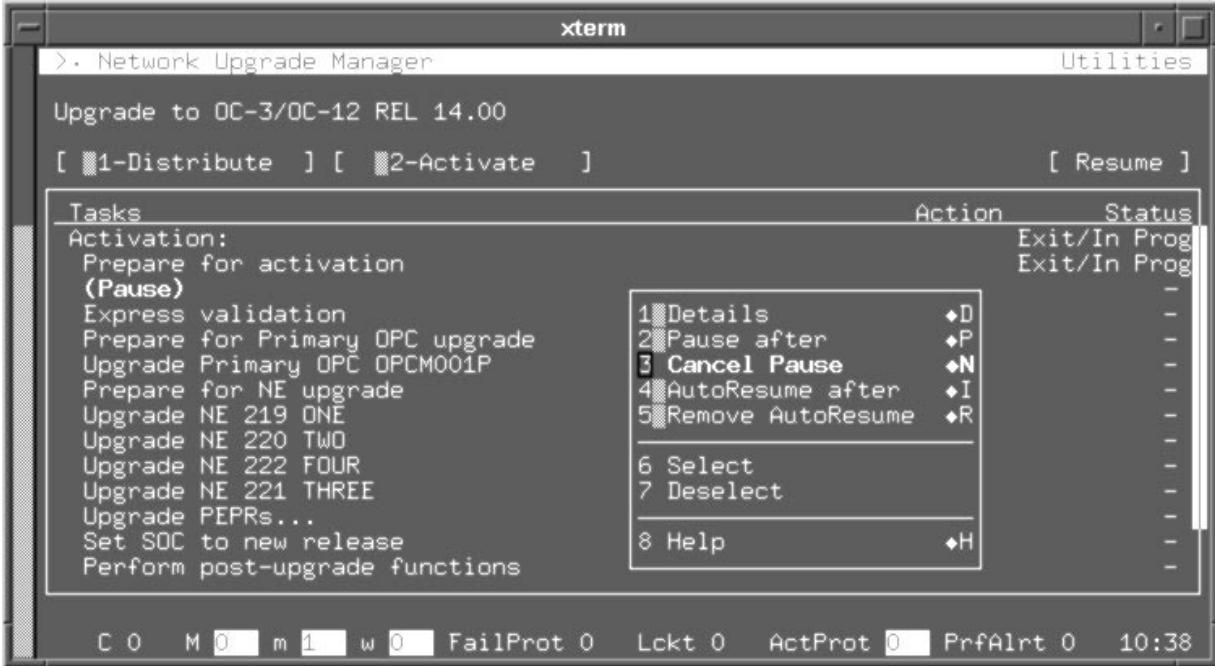 xterm
>. Network Upgrade Manager Utilities
Upgrade to OC-3/OC-12 REL 14.00
[ ▒1-Distribute ] [ ▒2-Activate ] [ Resume ]
Tasks Action Status
Activation: Exit/In Prog
Prepare for activation Exit/In Prog
(Pause) –
Express validation 1▒Details ◆D –
Prepare for Primary OPC upgrade 2▒Pause after ◆P –
Upgrade Primary OPC OPCM001P 3 Cancel Pause ◆N –
Prepare for NE upgrade 4▒AutoResume after ◆I –
Upgrade NE 219 ONE 5▒Remove AutoResume ◆R –
Upgrade NE 220 TWO –
Upgrade NE 222 FOUR 6 Select –
Upgrade NE 221 THREE 7 Deselect –
Upgrade PEPRs... –
Set SOC to new release 8 Help ◆H –
Perform post-upgrade functions –
C 0 M 0 m 1 w 0 FailProt 0 Lckt 0 ActProt 0 PrfAlrt 0 10:38